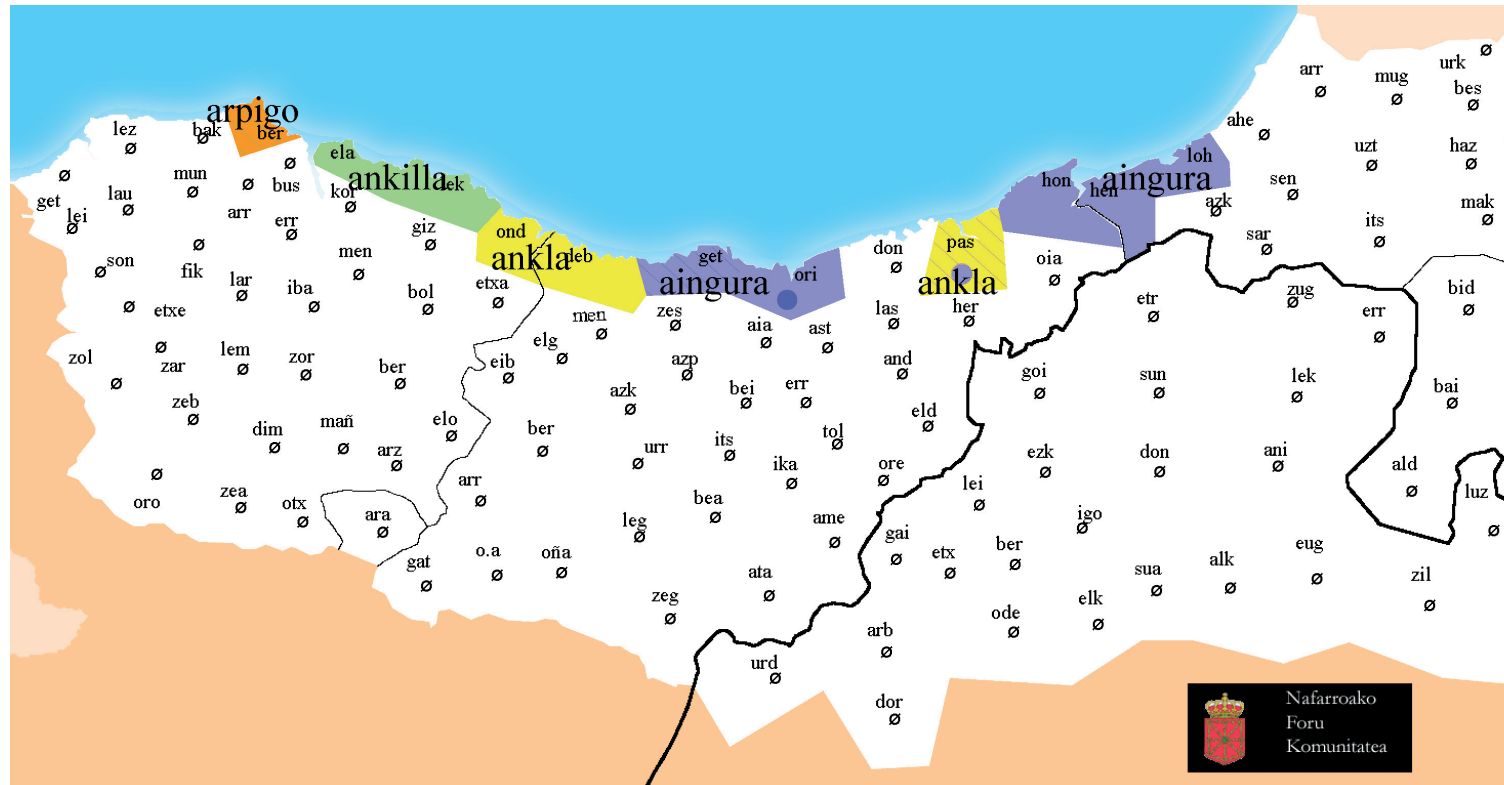 urk
arr
mug
bes
arpigo
ahe
lez
bak
ber
ela
loh
uzt
haz
mun
ankilla
lek
hon
hen
aingura
sen
get
lau
bus
kor
azk
mak
lei
arr
err
giz
ond
pas
its
son
fik
men
ankla
deb
get
don
sar
lar
iba
bol
etxa
aingura
ori
ankla
oia
zug
bid
etxe
men
zes
aia
ast
las
her
etr
err
zol
zar
lem
zor
ber
eib
elg
azp
and
goi
sun
lek
bai
zeb
azk
bei
err
dim
mañ
elo
ber
tol
eld
arz
urr
its
ika
ore
ezk
don
ani
ald
oro
zea
otx
ara
arr
bea
lei
luz
leg
ame
gai
igo
gat
o.a
oña
ata
etx
ber
sua
alk
eug
zil
zeg
arb
ode
elk
urd
dor
Nafarroako
Foru
Komunitatea